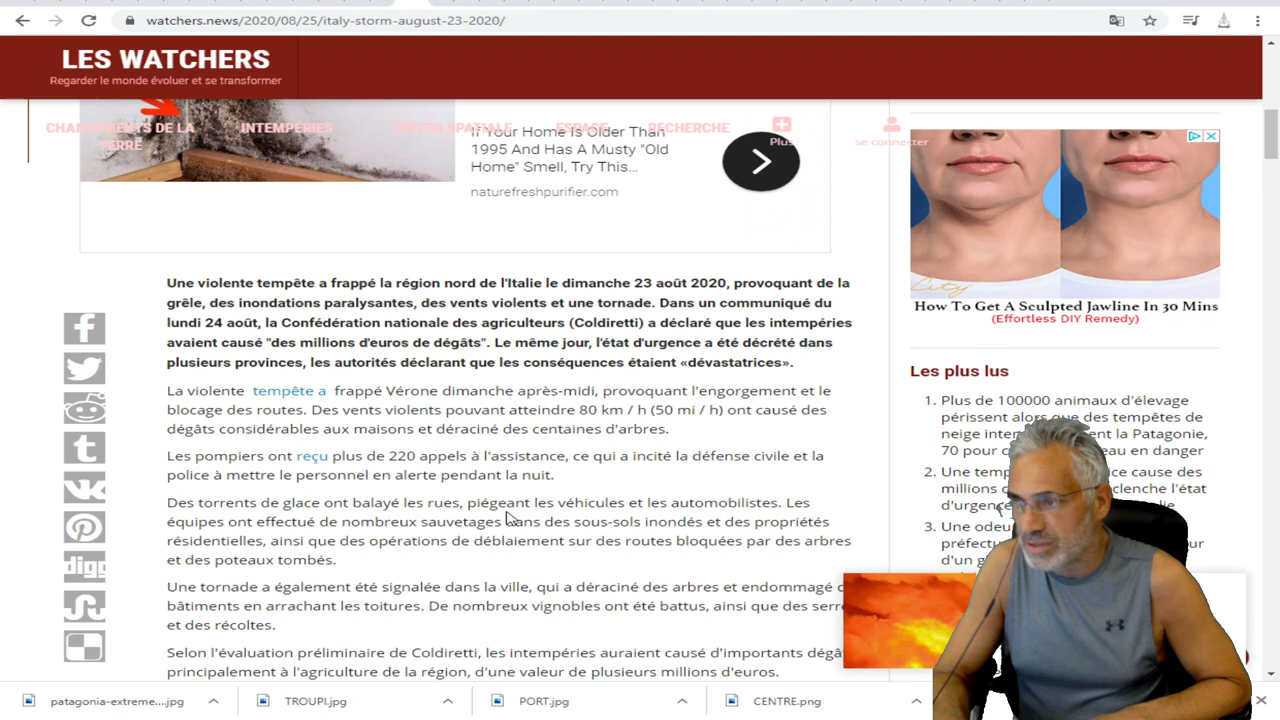 watchers.news/2020/08/25/italy-storm-august-23-2020/
LES WATCHERS
Regarder le monde évoluer et se transformer
CHANGEMENTS DE LA TERRE
INTEMPÉRIES
MÉTÉO SPATIALE
ESPACE
RECHERCHE
Plus
se connecter
If Your Home Is Older Than
1995 And Has A Musty "Old
Home" Smell, Try This...
naturefreshpurifier.com
City
How To Get A Sculpted Jawline In 30 Mins
(Effortless DIY Remedy)
Une violente tempête a frappé la région nord de l'Italie le dimanche 23 août 2020, provoquant de la
grêle, des inondations paralysantes, des vents violents et une tornade. Dans un communiqué du
lundi 24 août, la Confédération nationale des agriculteurs (Coldiretti) a déclaré que les intempéries
avaient causé "des millions d'euros de dégâts". Le même jour, l'état d'urgence a été décrété dans
plusieurs provinces, les autorités déclarant que les conséquences étaient «dévastatrices».
La violente tempête a frappé Vérone dimanche après-midi, provoquant l'engorgement et le
blocage des routes. Des vents violents pouvant atteindre 80 km / h (50 mi / h) ont causé des
dégâts considérables aux maisons et déraciné des centaines d'arbres.
Les pompiers ont reçu plus de 220 appels à l'assistance, ce qui a incité la défense civile et la
police à mettre le personnel en alerte pendant la nuit.
Des torrents de glace ont balayé les rues, piégeant les véhicules et les automobilistes. Les
équipes ont effectué de nombreux sauvetages dans des sous-sols inondés et des propriétés
résidentielles, ainsi que des opérations de déblaiement sur des routes bloquées par des arbres
et des poteaux tombés.
Une tornade a également été signalée dans la ville, qui a déraciné des arbres et endommagé
bâtiments en arrachant les toitures. De nombreux vignobles ont été battus, ainsi que des
et des récoltes.
Selon l'évaluation préliminaire de Coldiretti, les intempéries auraient causé d'importants
principalement à l'agriculture de la région, d'une valeur de plusieurs millions d'euros.
Les plus lus
1. Plus de 100000 animaux d'élevage
périssent alors que des tempêtes de
neige la Patagonie,
70 pour en danger
2. Une cause des
millions l'état
d'urgence
3. Une
f
t
VK
digg
patagonia-extreme....jpg
TROUPI.jpg
PORT.jpg
CENTRE.png